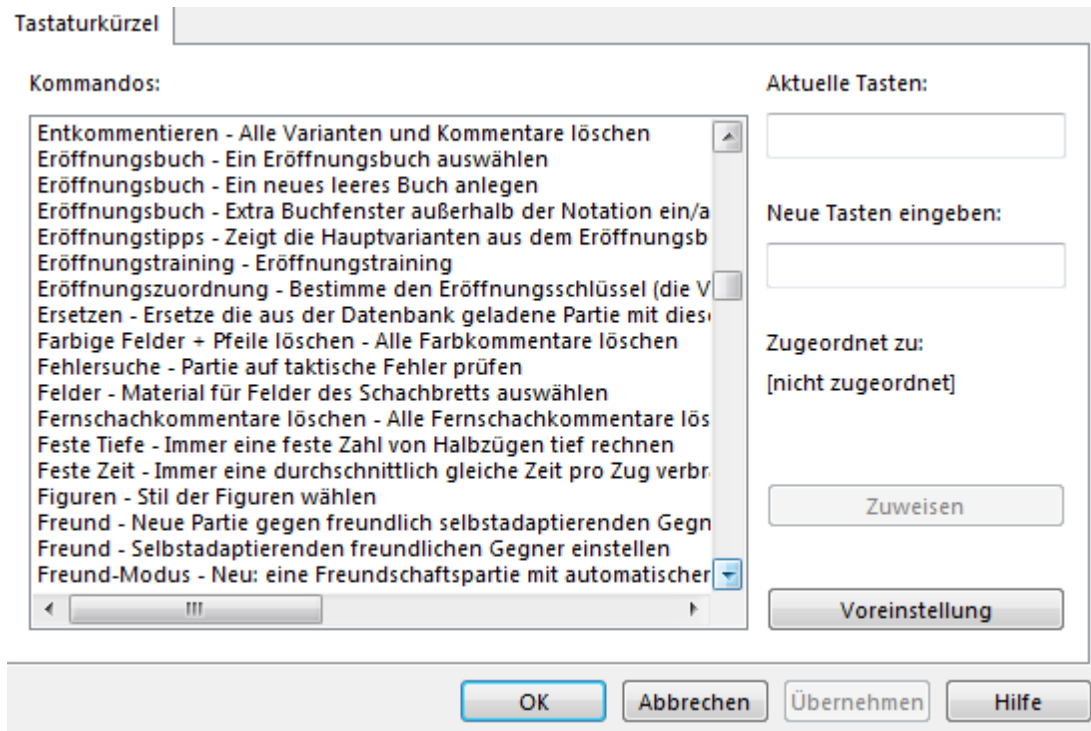 Tastaturkürzel
Kommandos:
Entkommentieren - Alle Varianten und Kommentare löschen
Eröffnungsbuch - Ein Eröffnungsbuch auswählen
Eröffnungsbuch - Ein neues leeres Buch anlegen
Eröffnungsbuch - Extra Buchfenster außerhalb der Notation ein/a
Eröffnungstipps - Zeigt die Hauptvarianten aus dem Eröffnungsb
Eröffnungstraining - Eröffnungstraining
Eröffnungszuordnung - Bestimme den Eröffnungsschlüssel (die V
Ersetzen - Ersetze die aus der Datenbank geladene Partie mit diese
Farbige Felder + Pfeile löschen - Alle Farbkommentare löschen
Fehlersuche - Partie auf taktische Fehler prüfen
Felder - Material für Felder des Schachbretts auswählen
Fernschachkommentare löschen - Alle Fernschachkommentare lös
Feste Tiefe - Immer eine feste Zahl von Halbzügen tief rechnen
Feste Zeit - Immer eine durchschnittlich gleiche Zeit pro Zug verbr
Figuren - Stil der Figuren wählen
Freund - Neue Partie gegen freundlich selbstadaptierenden Gegn
Freund - Selbstadaptierenden freundlichen Gegner einstellen
Freund-Modus - Neu: eine Freundschaftspartie mit automatischer
Aktuelle Tasten:
Neue Tasten eingeben:
Zugeordnet zu:
[nicht zugeordnet]
Zuweisen
Voreinstellung
OK
Abbrechen
Übernehmen
Hilfe